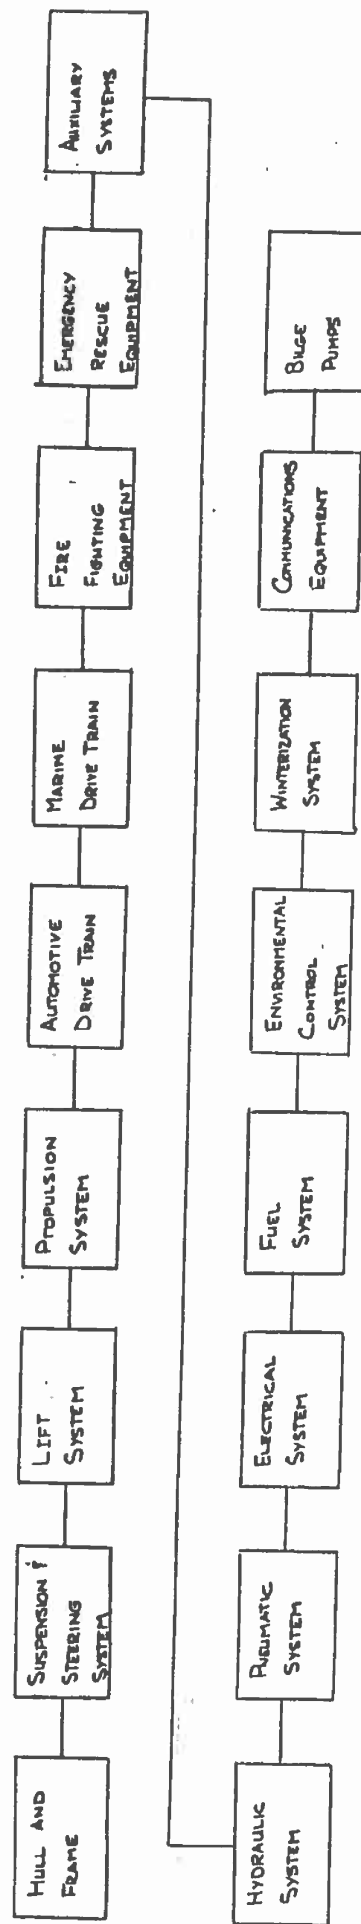 HULL AND
FRAME
SUSPENSION &
STEERING
SYSTEM
LIFT
SYSTEM
PROPULSION
SYSTEM
AUTOMOTIVE
DRIVE TRAIN
MARINE
DRIVE TRAIN
FIRE
FIGHTING
EQUIPMENT
EMERGENCY
RESCUE
EQUIPMENT
AUXILIARY
SYSTEMS
HYDRAULIC
SYSTEM
PNEUMATIC
SYSTEM
ELECTRICAL
SYSTEM
FUEL
SYSTEM
ENVIRONMENTAL
CONTROL
SYSTEM
WINTERIZATION
SYSTEM
COMMUNICATIONS
EQUIPMENT
BILGE
PUMPS